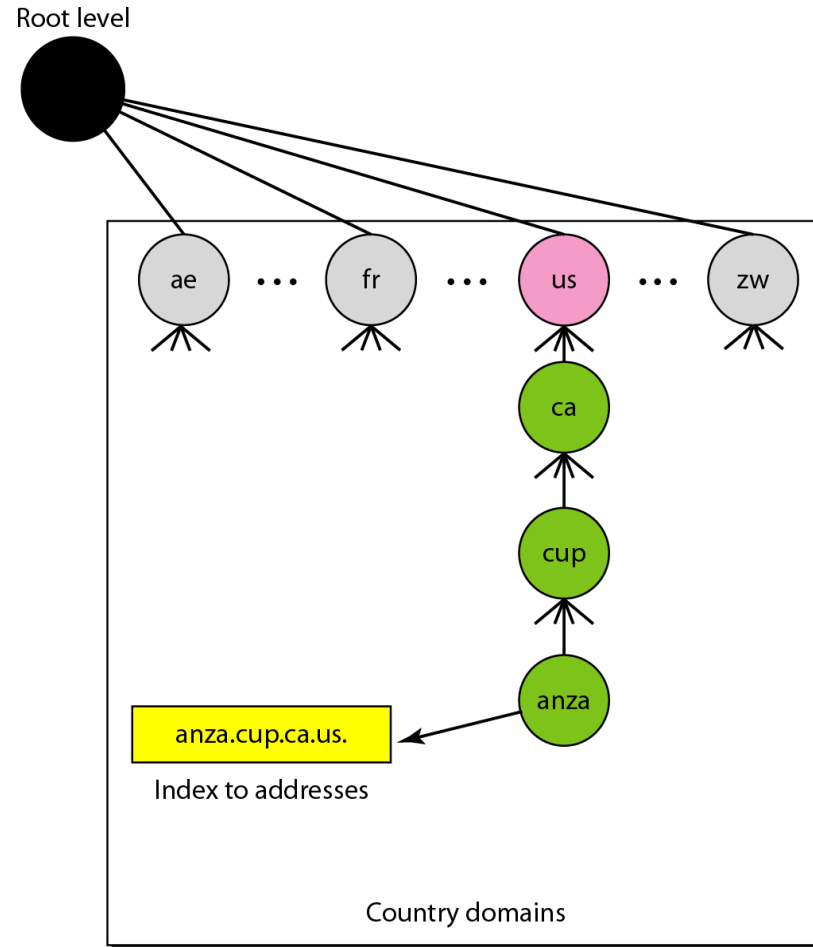 Root level
ae ... fr ... us ... zw
ca
cup
anza
anza.cup.ca.us.
Index to addresses
Country domains